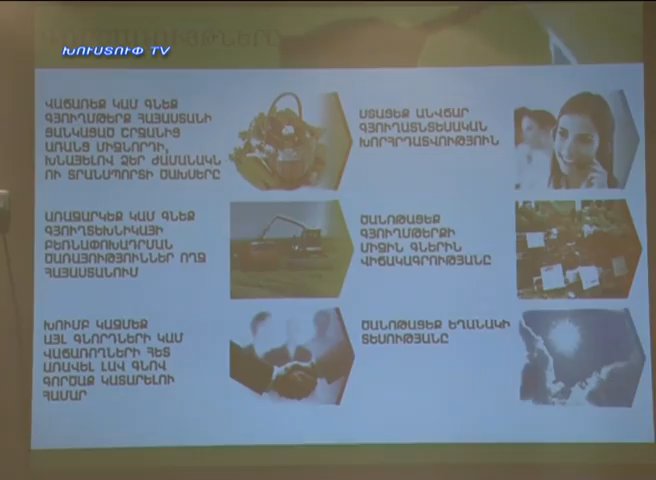 ԽՈՒՍՏՈՒՓ TV
ՎԱՃԱՌԵՔ ԿԱՄ ԳՆԵՔ
ԳՅՈՒՂՄԹԵՐՔ ՀԱՅԱՍՏԱՆԻ
ՑԱՆԿԱՑԱԾ ՇՐՋԱՆԻՑ
ԱՌԱՆՑ ՄԻՋՆՈՐԴԻ,
ԽՆԱՅԵԼՈՎ ՁԵՐ ԺԱՄԱՆԱԿՆ
ՈՒ ՏՐԱՆՍՊՈՐՏԻ ԾԱԽՍԵՐԸ
ԱՌԱՋԱՐԿԵՔ ԿԱՄ ԳՆԵՔ
ԳՅՈՒՂՏԵԽՆԻԿԱՅԻ
ԲԵՌՆԱՓՈԽԱԴՐՄԱՆ
ԾԱՌԱՅՈՒԹՅՈՒՆՆԵՐ ՈՂՋ
ՀԱՅԱՍՏԱՆՈՒՄ
ԽՈՒՄԲ ԿԱԶՄԵՔ
ԱՅԼ ԳՆՈՐԴՆԵՐԻ ԿԱՄ
ՎԱՃԱՌՈՂՆԵՐԻ ՀԵՏ
ԱՌԱՎԵԼ ԼԱՎ ԳՆՈՎ
ԳՈՐԾԱՐՔ ԿԱՏԱՐԵԼՈՒ
ՀԱՄԱՐ
ՍՏԱՑԵՔ ԱՆՎՃԱՐ
ԳՅՈՒՂԱՏՆՏԵՍԱԿԱՆ
ԽՈՐՀՐԴԱՏՎՈՒԹՅՈՒՆ
ԾԱՆՈԹԱՑԵՔ
ԳՅՈՒՂՄԹԵՐՔԻ
ՄԻՋԻՆ ԳՆԵՐԻՆ
ՎԻՃԱԿԱԳՐՈՒԹՅԱՆԸ
ԾԱՆՈԹԱՑԵՔ ԵՂԱՆԱԿԻ
ՏԵՍՈՒԹՅԱՆԸ